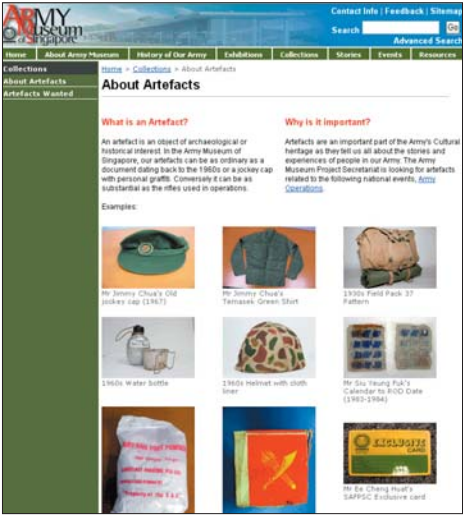 Contact Info | Feedback | Sitemap
ARMY
Museum
of Singapore
Search
Go
Advanced Search
Home
About Army Museum
History of Our Army
Exhibitions
Collections
Stories
Events
Resources
Collections
About Artefacts
Artefacts Wanted
Home > Collections > About Artefacts
About Artefacts
What is an Artefact?
An artefact is an object of archaeological or
historical interest. In the Army Museum of
Singapore, our artefacts can be as ordinary as a
document dating back to the 1960s or a jockey cap
with personal graffiti. Conversely it can be as
substantial as the rifles used in operations.
Why is it important?
Artefacts are an important part of the Army's Cultural
heritage as they tell us all about the stories and
experiences of people in our Army. The Army
Museum Project Secretariat is looking for artefacts
related to the following national events, Army
Operations.
Examples:
Mr Jimmy Chua's Old
jockey cap (1967)
Mr Jimmy Chua's
Temasek Green Shirt
1930s Field Pack 37
Pattern
1960s Water bottle
1960s Helmet with cloth
liner
Mr Siu Yeung Fuk's
Calendar to ROD Date
(1983-1984)
EXCLUSIVE
CARD
Mr Ee Cheng Huat's
SAFPSC Exclusive card